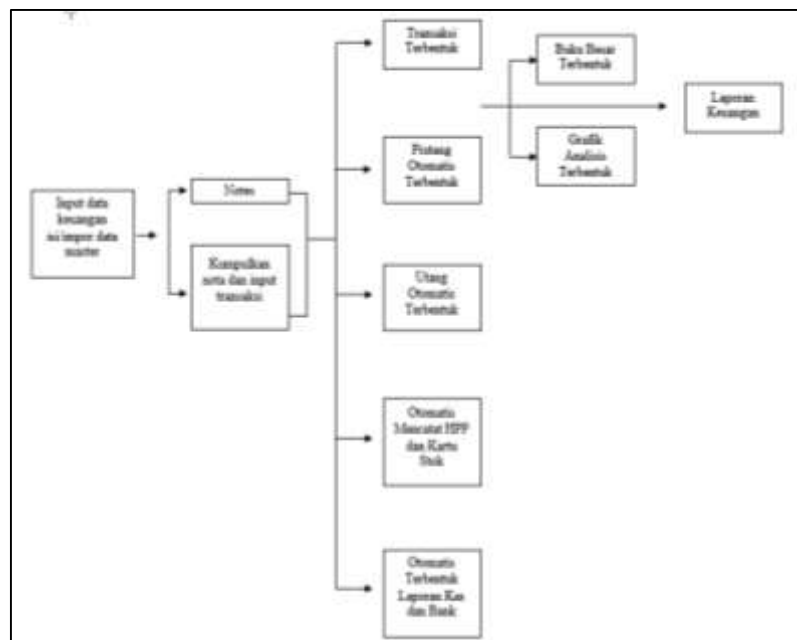 Transaksi
Terbentuk
Buku Besar
Terbentuk
Laporan
Keuangan
Grafik
Analisis
Terbentuk
Piutang
Otomatis
Terbentuk
Notes
Input data
keuangan
isi impor data
master
Kumpulkan
nota dan input
transaksi
Utang
Otomatis
Terbentuk
Otomatis
Mencatat HPP
dan Kartu
Stok
Otomatis
Terbentuk
Laporan Kas
dan Bank